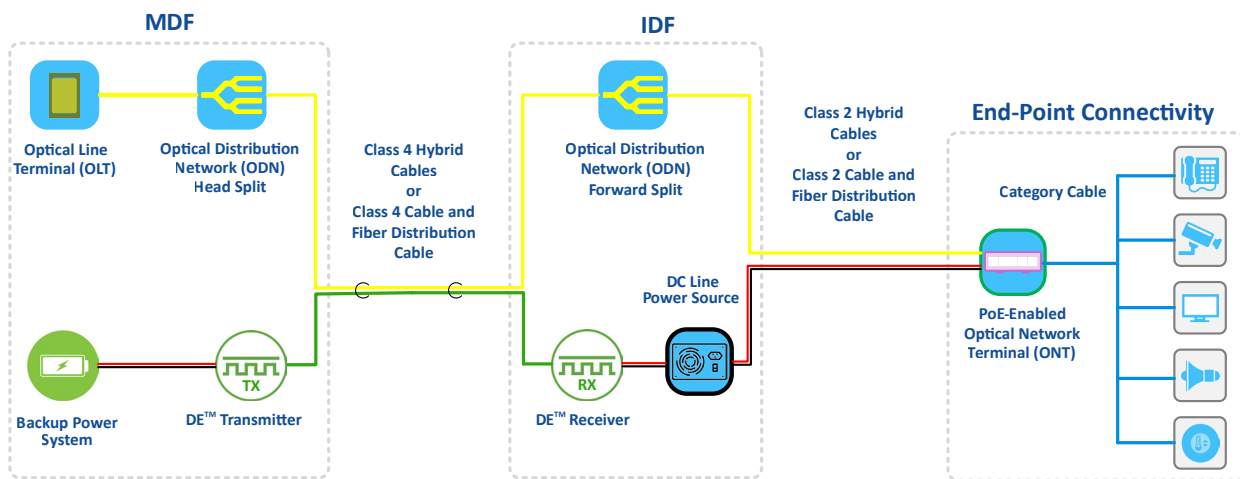 MDF
IDF
End-Point Connectivity
Optical Line
Terminal (OLT)
Optical Distribution
Network (ODN)
Head Split
Class 4 Hybrid
Cables
or
Class 4 Cable and
Fiber Distribution
Cable
Optical Distribution
Network (ODN)
Forward Split
Class 2 Hybrid
Cables
or
Class 2 Cable and
Fiber Distribution
Cable
Category Cable
DC Line
Power Source
PoE-Enabled
Optical Network
Terminal (ONT)
TX
RX
Backup Power
System
DE™ Transmitter
DE™ Receiver